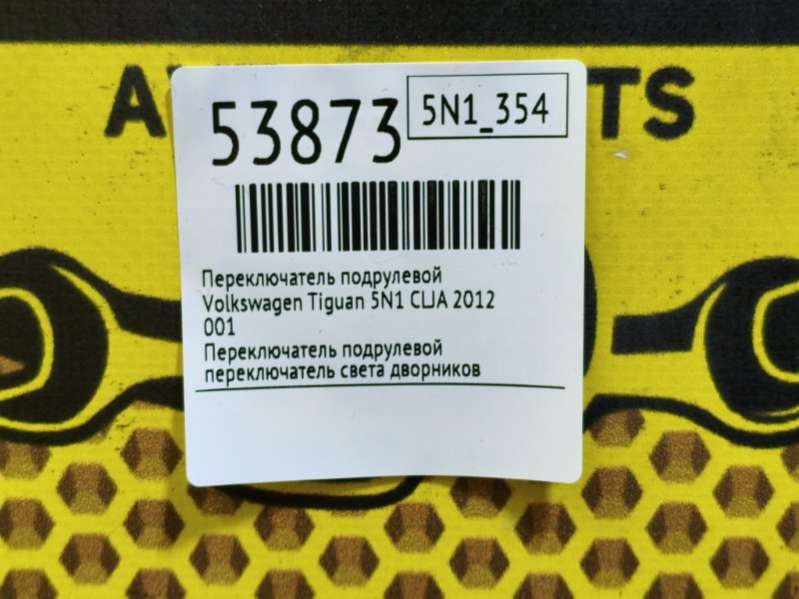 53873
5N1_354
Переключатель подрулевой
Volkswagen Tiguan 5N1 CLJA 2012
001
Переключатель подрулевой
переключатель света дворников